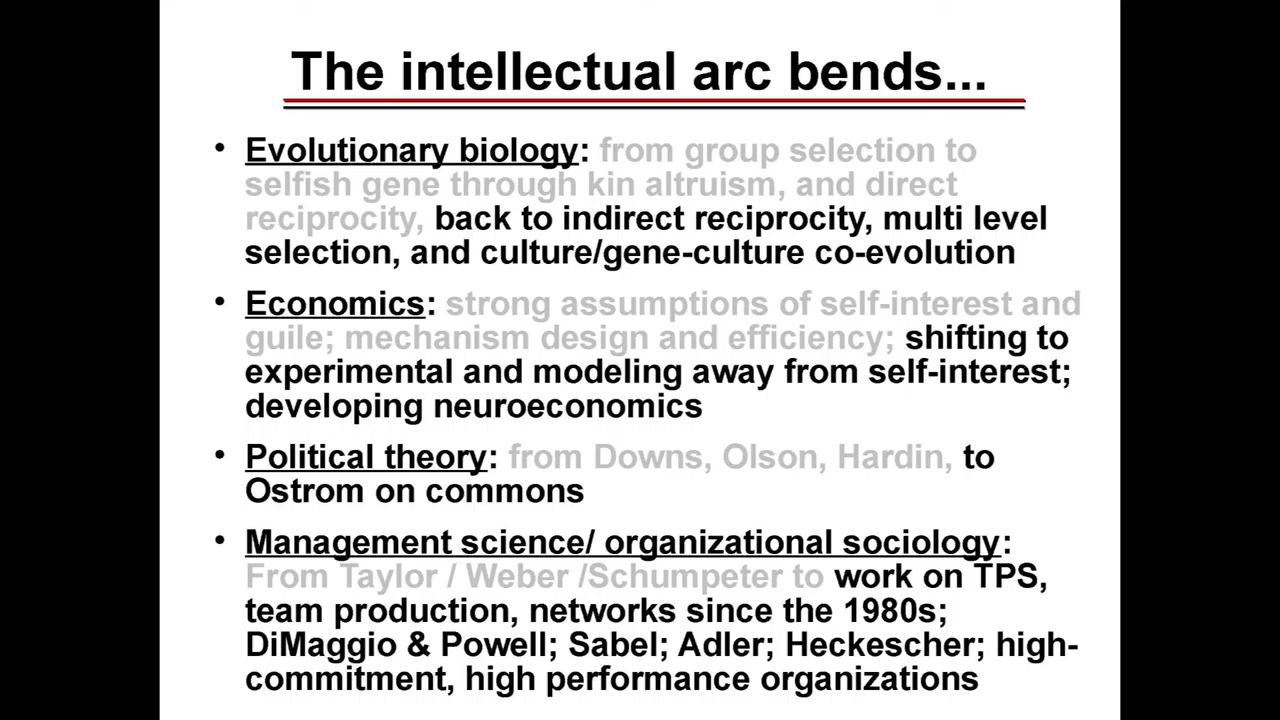 The intellectual arc bends...
• Evolutionary biology: from group selection to
selfish gene through kin altruism, and direct
reciprocity, back to indirect reciprocity, multi level
selection, and culture/gene-culture co-evolution
• Economics: strong assumptions of self-interest and
guile; mechanism design and efficiency; shifting to
experimental and modeling away from self-interest;
developing neuroeconomics
• Political theory: from Downs, Olson, Hardin, to
Ostrom on commons
• Management science/ organizational sociology:
From Taylor / Weber /Schumpeter to work on TPS,
team production, networks since the 1980s;
DiMaggio & Powell; Sabel; Adler; Heckescher; high-
commitment, high performance organizations